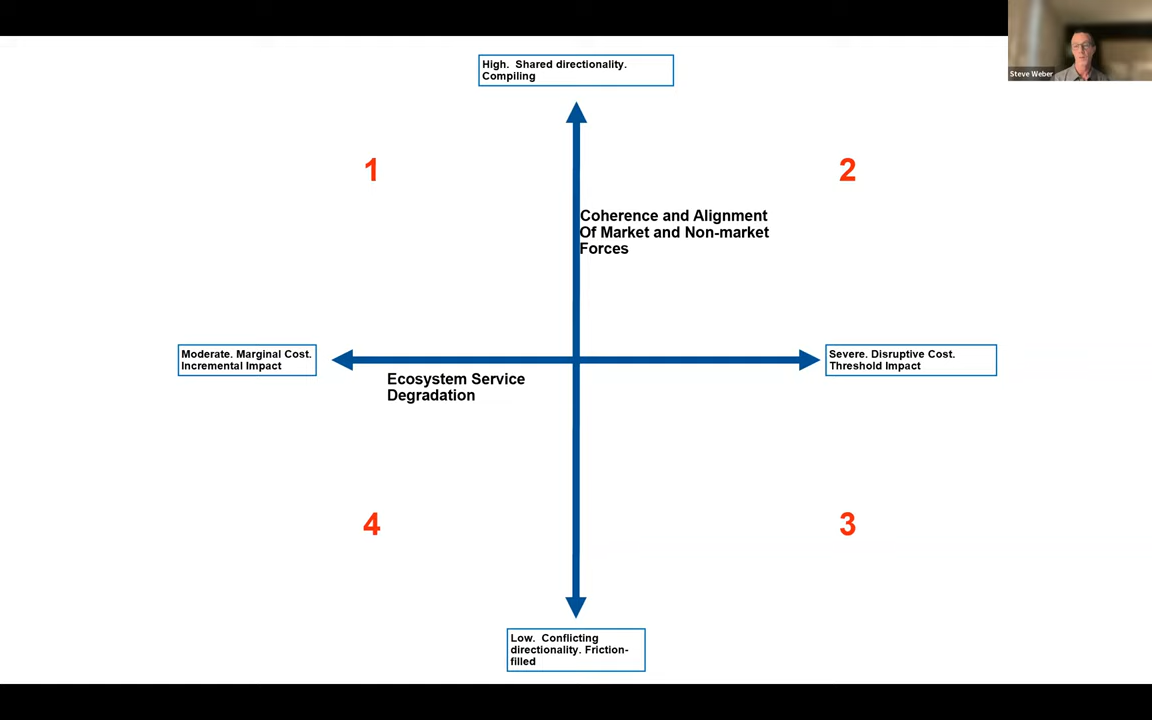 High.  Shared directionality.
Compiling
Steve Weber
1
2
Coherence and Alignment
Of Market and Non-market
Forces
Moderate. Marginal Cost.
Incremental Impact
Severe. Disruptive Cost.
Threshold Impact
Ecosystem Service
Degradation
4
3
Low.  Conflicting
directionality. Friction-
filled